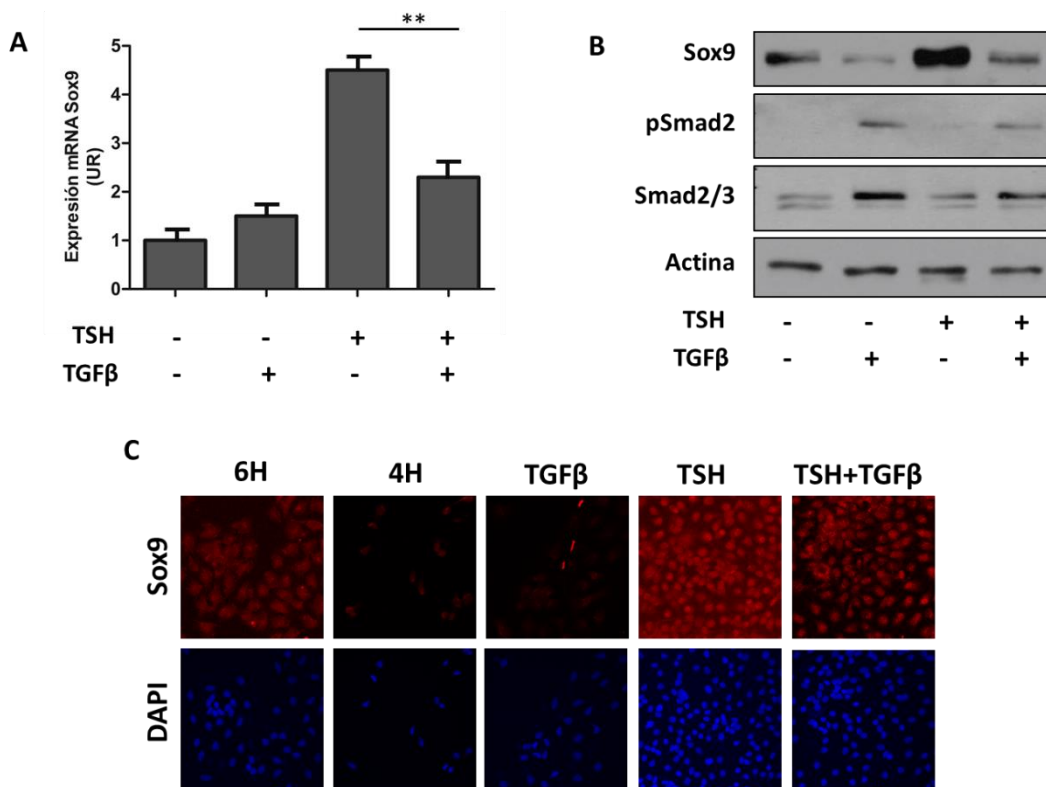 A
**
Expresión mRNA Sox9
(UR)
5
4
3
2
1
0
TSH - - + +
TGFβ - + - +
B
Sox9
pSmad2
Smad2/3
Actina
TSH - - + +
TGFβ - + - +
C
6H 4H TGFβ TSH TSH+TGFβ
Sox9
DAPI